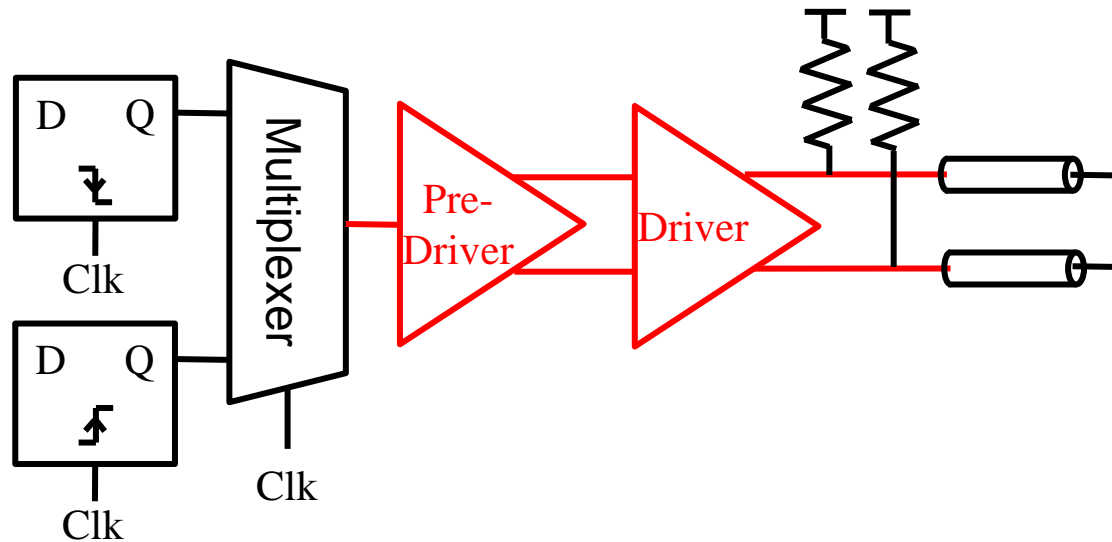 D Q
Clk
D Q
Clk
Multiplexer
Clk
Pre-
Driver
Driver